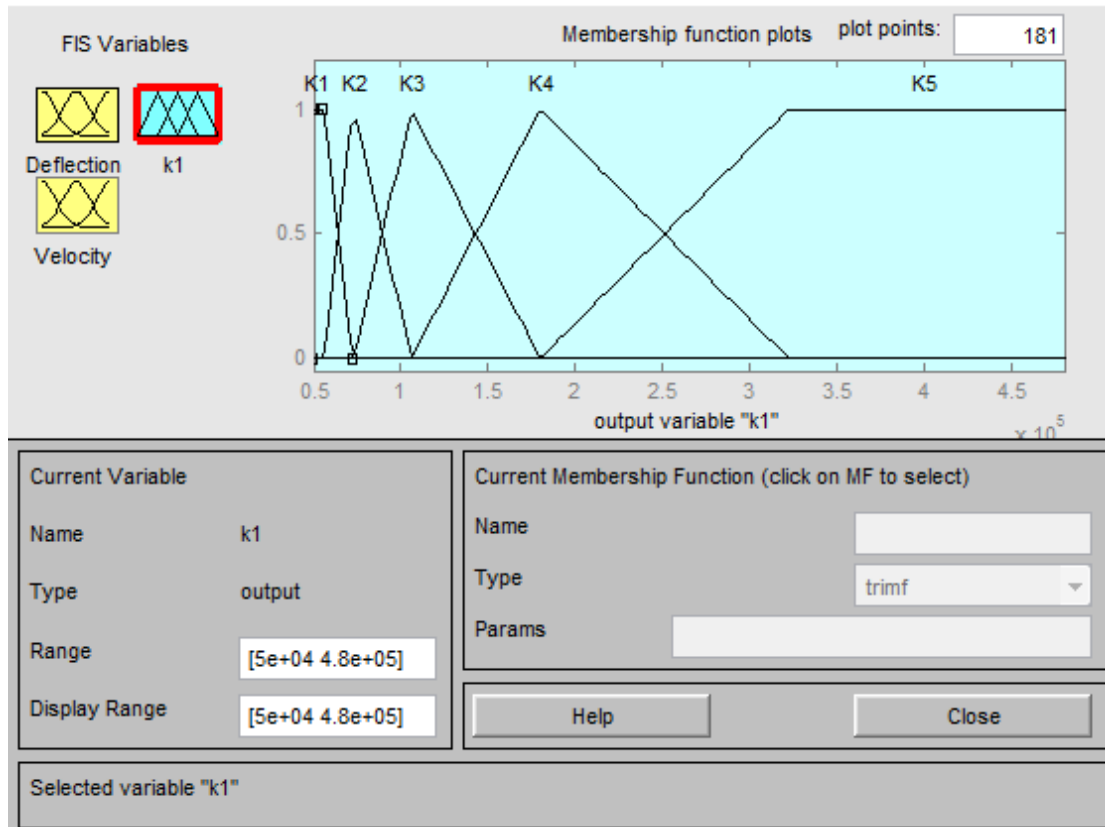 FIS Variables
Membership function plots
plot points:
181
Deflection
k1
Velocity
K1
K2
K3
K4
K5
1
0.5
0
0.5
1
1.5
2
2.5
3
3.5
4
4.5
output variable "k1"
x 10^5
Current Variable
Name
k1
Type
output
Range
[5e+04 4.8e+05]
Display Range
[5e+04 4.8e+05]
Current Membership Function (click on MF to select)
Name
Type
trimf
Params
Help
Close
Selected variable "k1"